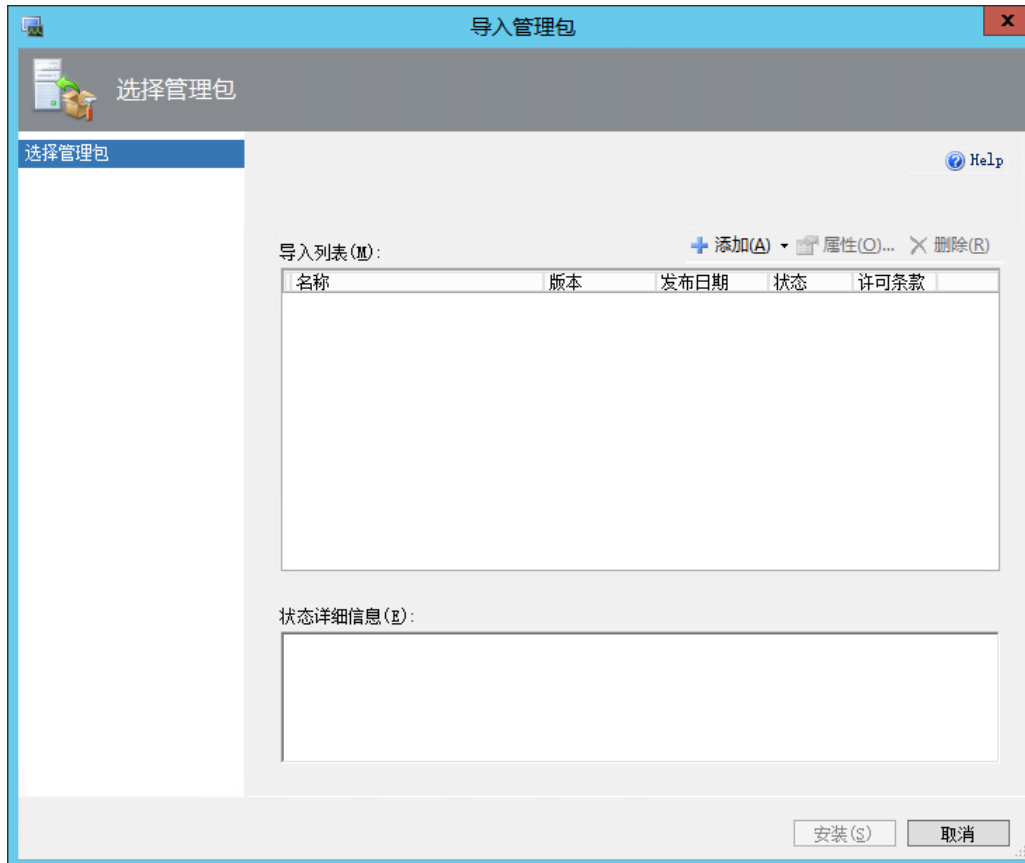 导入管理包
x
选择管理包
选择管理包
Help
导入列表(M):
添加(A) 属性(O)... 删除(R)
名称 版本 发布日期 状态 许可条款
状态详细信息(E):
安装(S) 取消